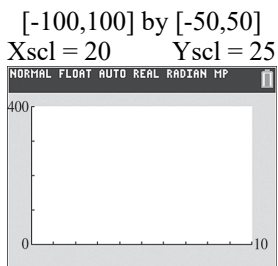 [-100,100] by [-50,50]
Xscl = 20 Yscl = 25
NORMAL FLOAT AUTO REAL RADIAN MP
400
0
10